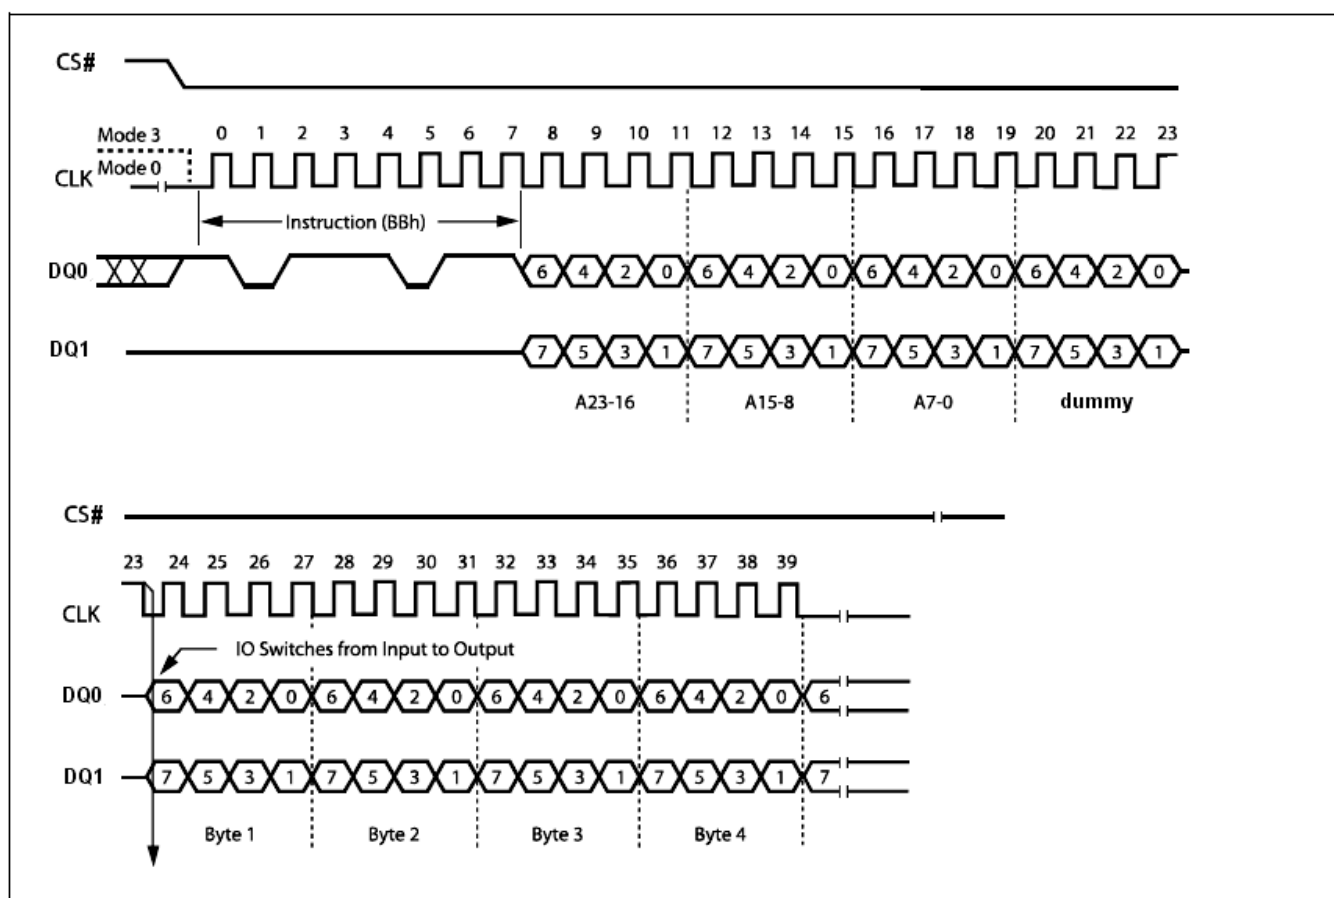 CS#
Mode 3
0 1 2 3 4 5 6 7 8 9 10 11 12 13 14 15 16 17 18 19 20 21 22 23
Mode 0
CLK
Instruction (BBh)
DQ0 6 4 2 0 6 4 2 0 6 4 2 0 6 4 2 0
DQ1 7 5 3 1 7 5 3 1 7 5 3 1 7 5 3 1
A23-16 A15-8 A7-0 dummy
CS#
23 24 25 26 27 28 29 30 31 32 33 34 35 36 37 38 39
CLK
IO Switches from Input to Output
DQ0 6 4 2 0 6 4 2 0 6 4 2 0 6 4 2 0 6
DQ1 7 5 3 1 7 5 3 1 7 5 3 1 7 5 3 1 7
Byte 1 Byte 2 Byte 3 Byte 4